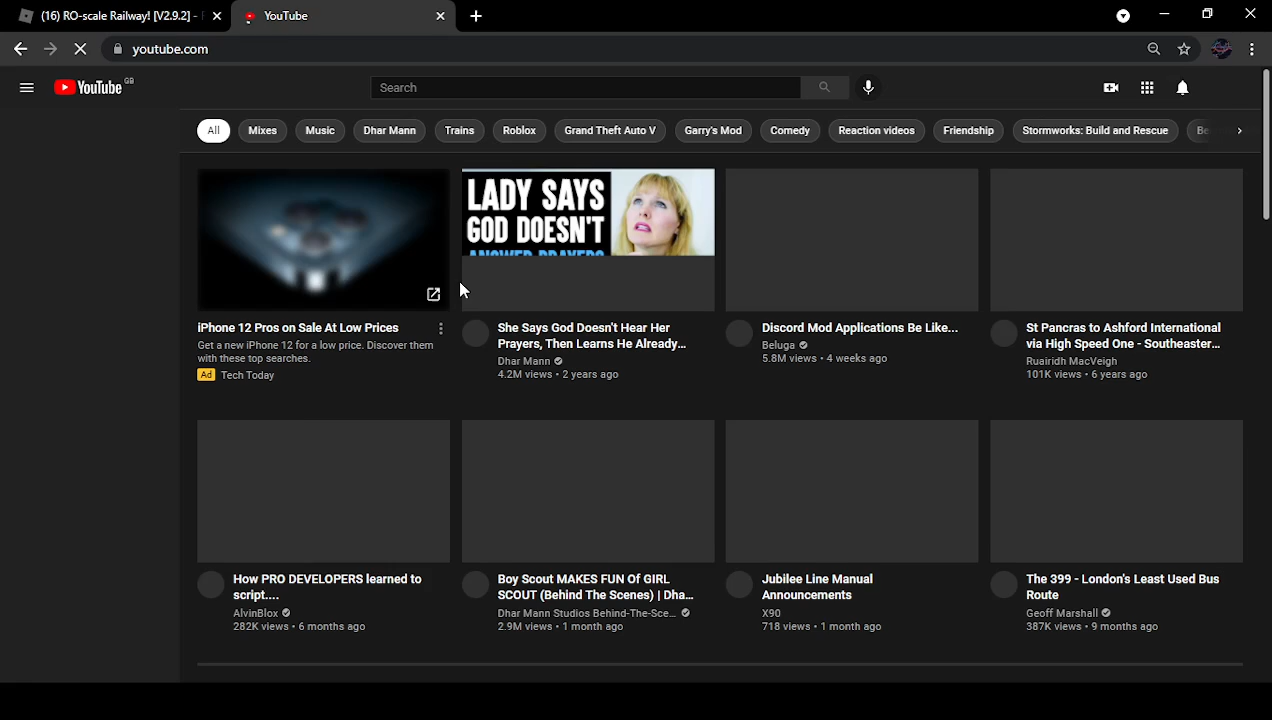 (16) RO-scale Railway! [V2.9.2] -
YouTube
youtube.com
YouTube GB
Search
All
Mixes
Music
Dhar Mann
Trains
Roblox
Grand Theft Auto V
Garry's Mod
Comedy
Reaction videos
Friendship
Stormworks: Build and Rescue
LADY SAYS
GOD DOESN'T
ANSWER PRAYERS
iPhone 12 Pros on Sale At Low Prices
Get a new iPhone 12 for a low price. Discover them
with these top searches.
Ad Tech Today
She Says God Doesn't Hear Her
Prayers, Then Learns He Already...
Dhar Mann
4.2M views • 2 years ago
Discord Mod Applications Be Like...
Beluga
5.8M views • 4 weeks ago
St Pancras to Ashford International
via High Speed One - Southeaster...
Ruairidh MacVeigh
101K views • 6 years ago
How PRO DEVELOPERS learned to
script....
AlvinBlox
282K views • 6 months ago
Boy Scout MAKES FUN Of GIRL
SCOUT (Behind The Scenes) | Dha...
Dhar Mann Studios Behind-The-Sce...
2.9M views • 1 month ago
Jubilee Line Manual
Announcements
X90
718 views • 1 month ago
The 399 - London's Least Used Bus
Route
Geoff Marshall
387K views • 9 months ago